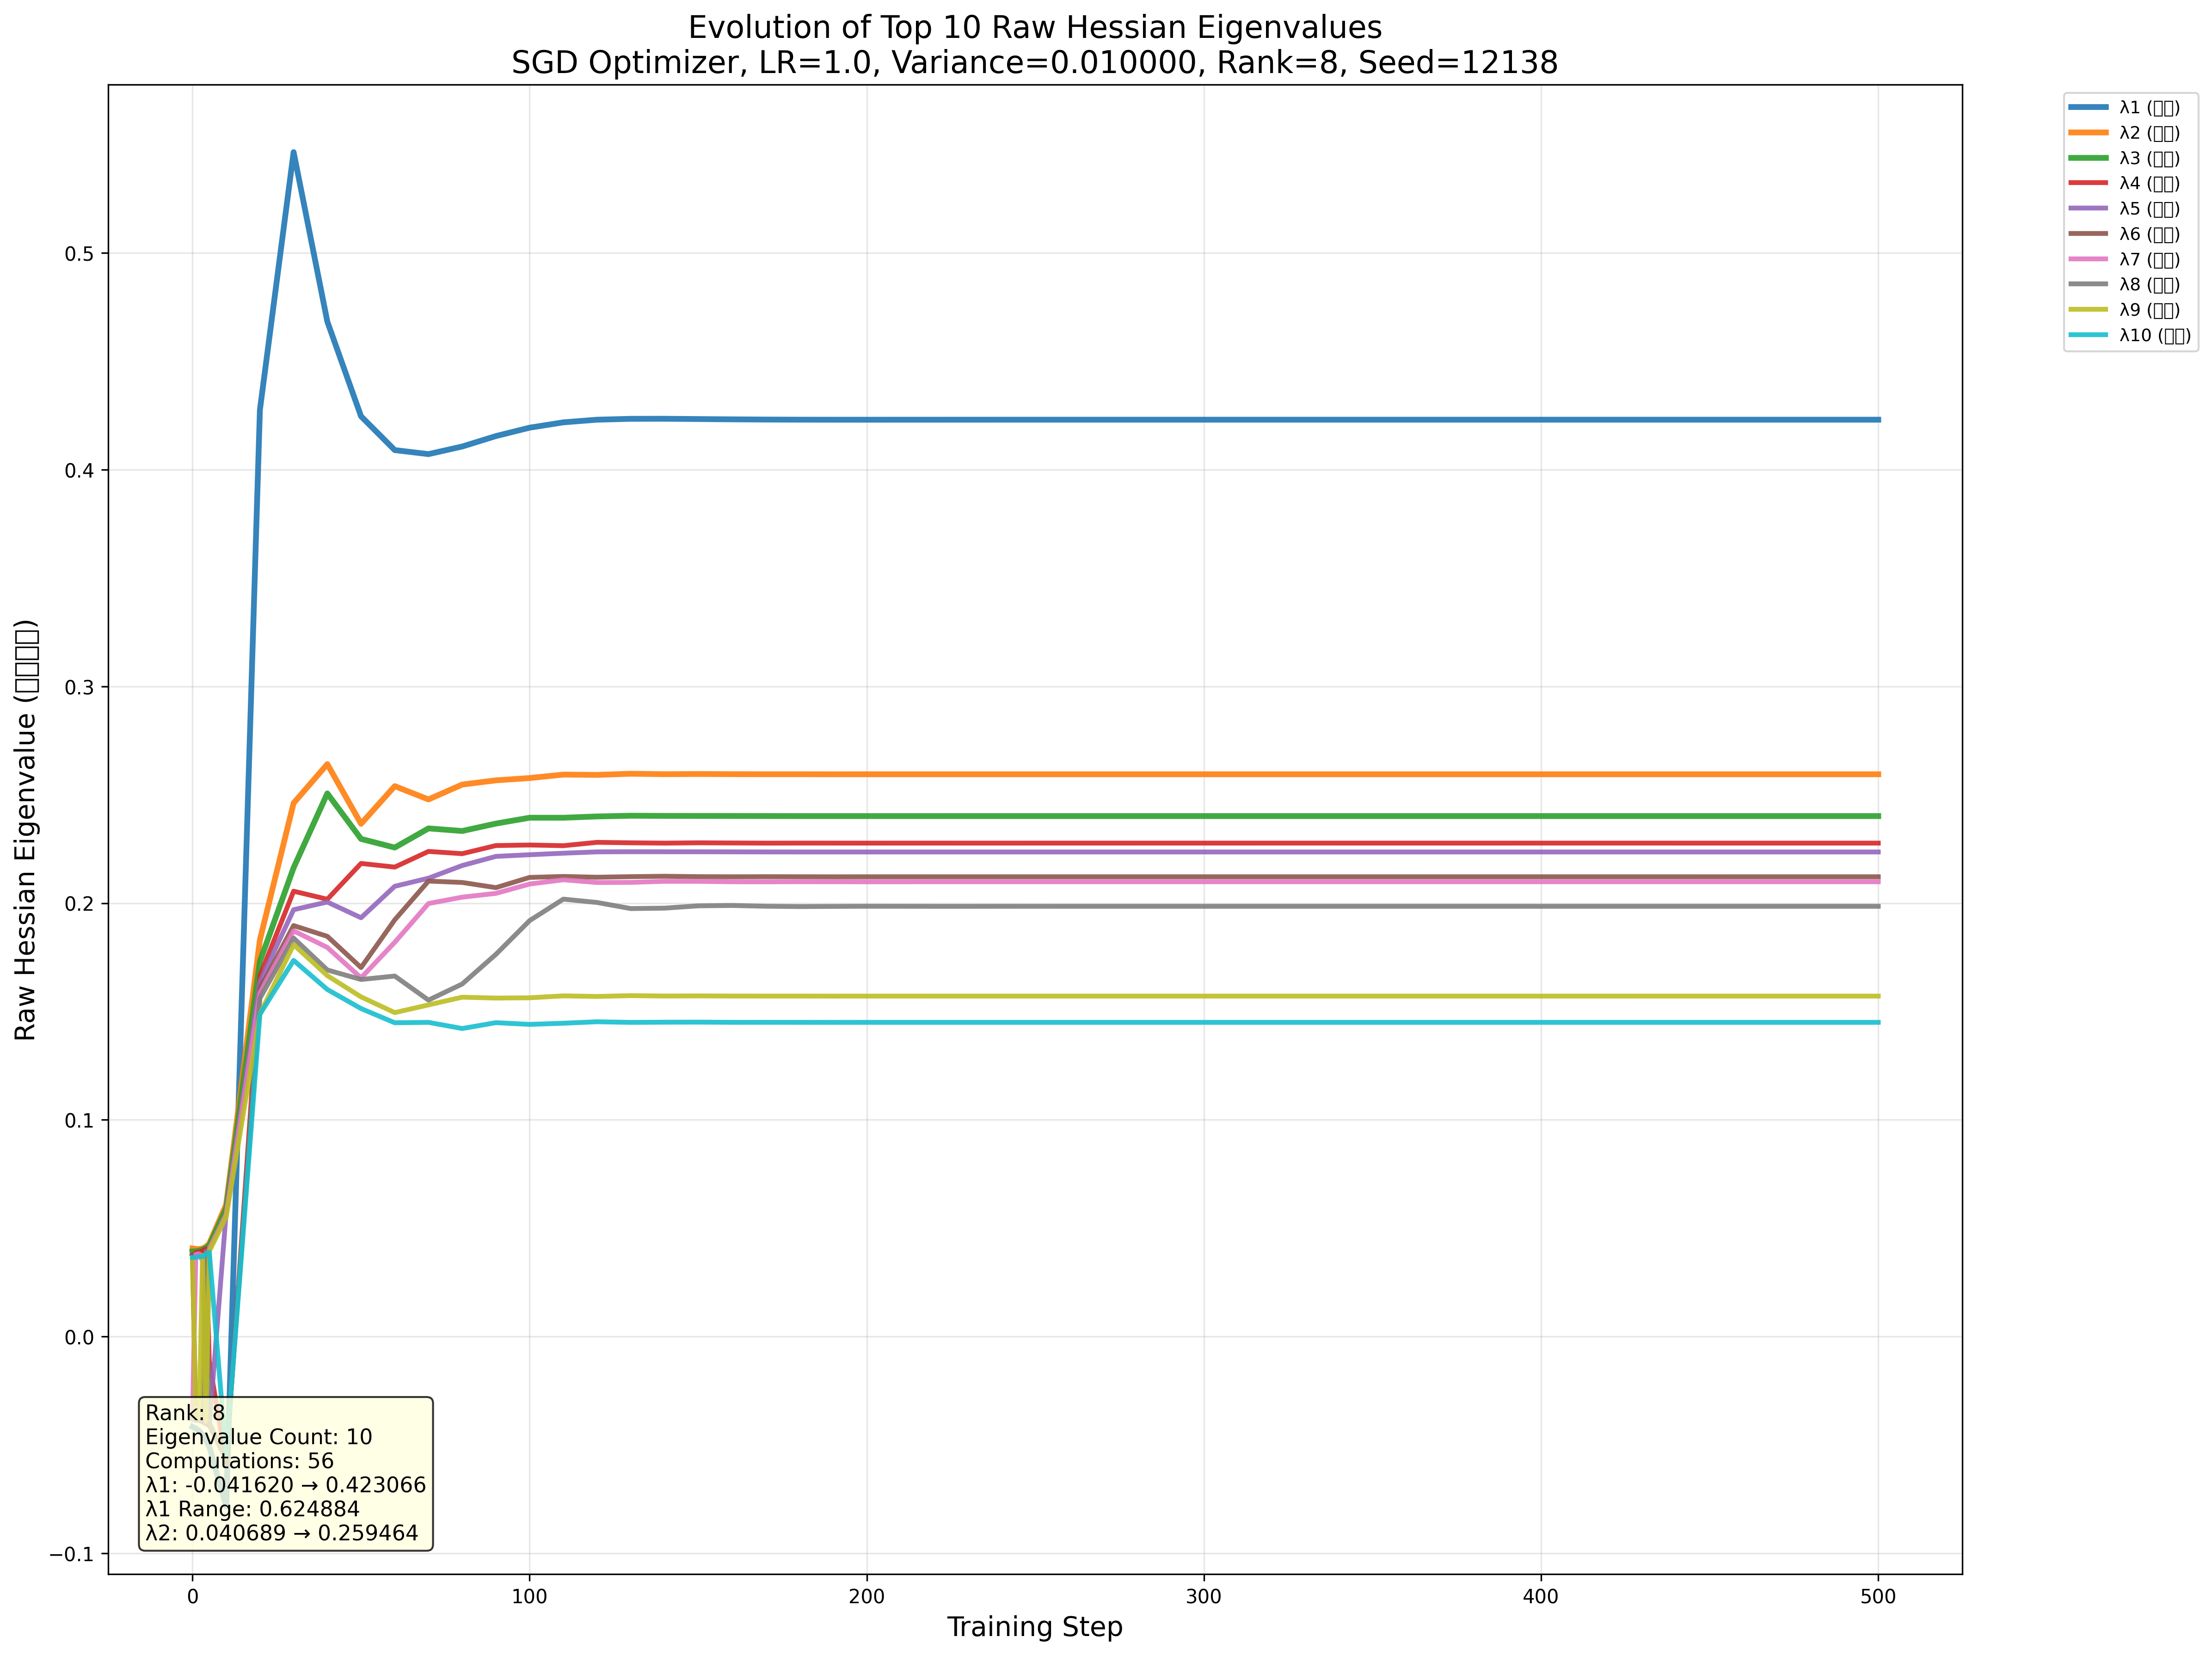 Evolution of Top 10 Raw Hessian Eigenvalues
SGD Optimizer, LR=1.0, Variance=0.010000, Rank=8, Seed=12138
Raw Hessian Eigenvalue (□□□□)
0.5
0.4
0.3
0.2
0.1
0.0
−0.1
Rank: 8
Eigenvalue Count: 10
Computations: 56
λ1: -0.041620 → 0.423066
λ1 Range: 0.624884
λ2: 0.040689 → 0.259464
0
100
200
300
400
500
Training Step
λ1 (□□)
λ2 (□□)
λ3 (□□)
λ4 (□□)
λ5 (□□)
λ6 (□□)
λ7 (□□)
λ8 (□□)
λ9 (□□)
λ10 (□□)